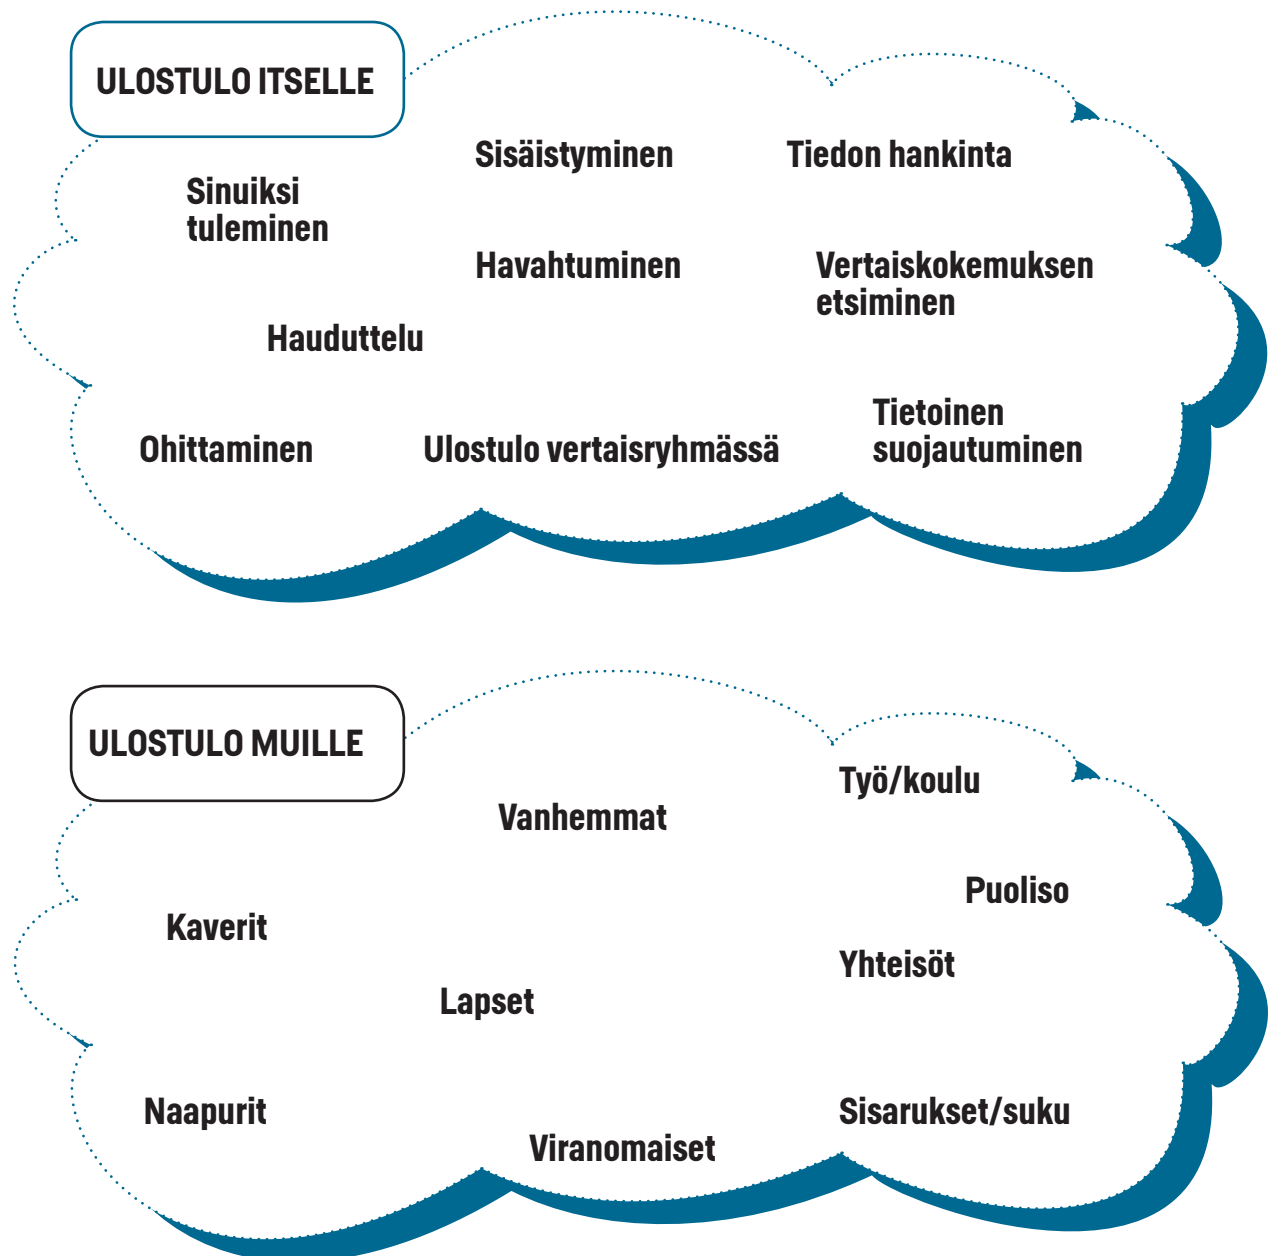 ULOSTULO ITSELLE
Sisäistyminen
Tiedon hankinta
Sinuiksi
tuleminen
Havahtuminen
Vertaiskokemuksen
etsiminen
Hauduttelu
Ohittaminen
Ulostulo vertaisryhmässä
Tietoinen
suojautuminen
ULOSTULO MUILLE
Työ/koulu
Vanhemmat
Puoliso
Kaverit
Yhteisöt
Lapset
Naapurit
Sisarukset/suku
Viranomaiset